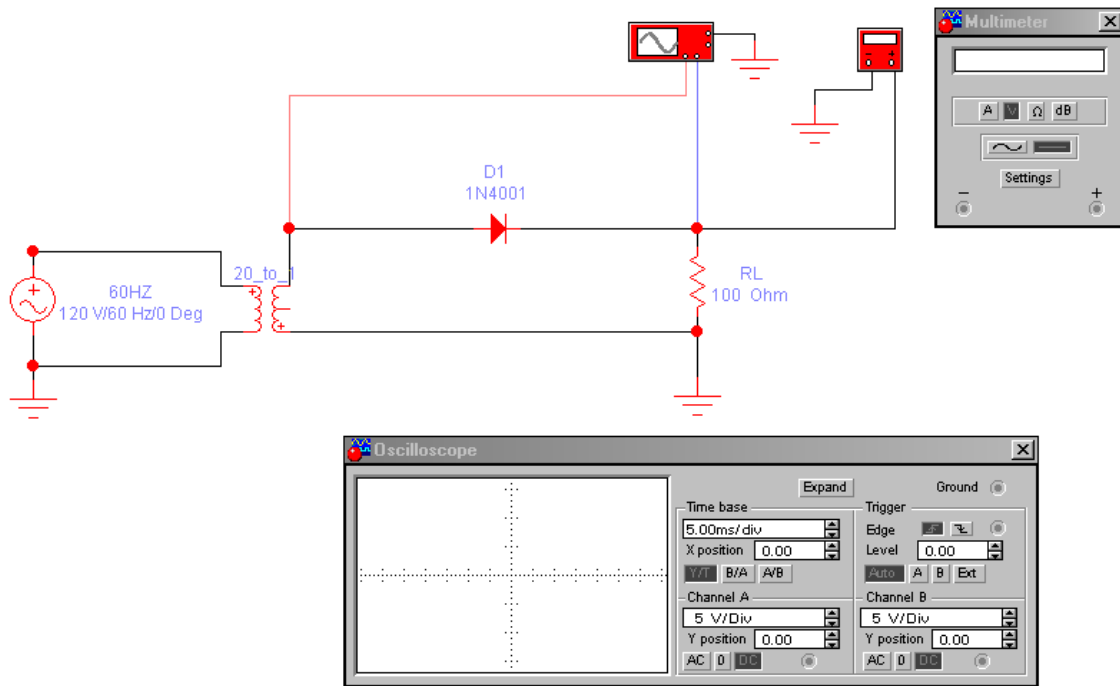 Multimeter
A V Ω dB
Settings
− +
− +
D1
1N4001
20_to_1
60HZ
120 V/60 Hz/0 Deg
RL
100 Ohm
Oscilloscope
Expand
Ground
Time base
5.00ms/div
X position 0.00
Y/T B/A A/B
Trigger
Edge
Level 0.00
Auto A B Ext
Channel A
5 V/Div
Y position 0.00
AC 0 DC
Channel B
5 V/Div
Y position 0.00
AC 0 DC